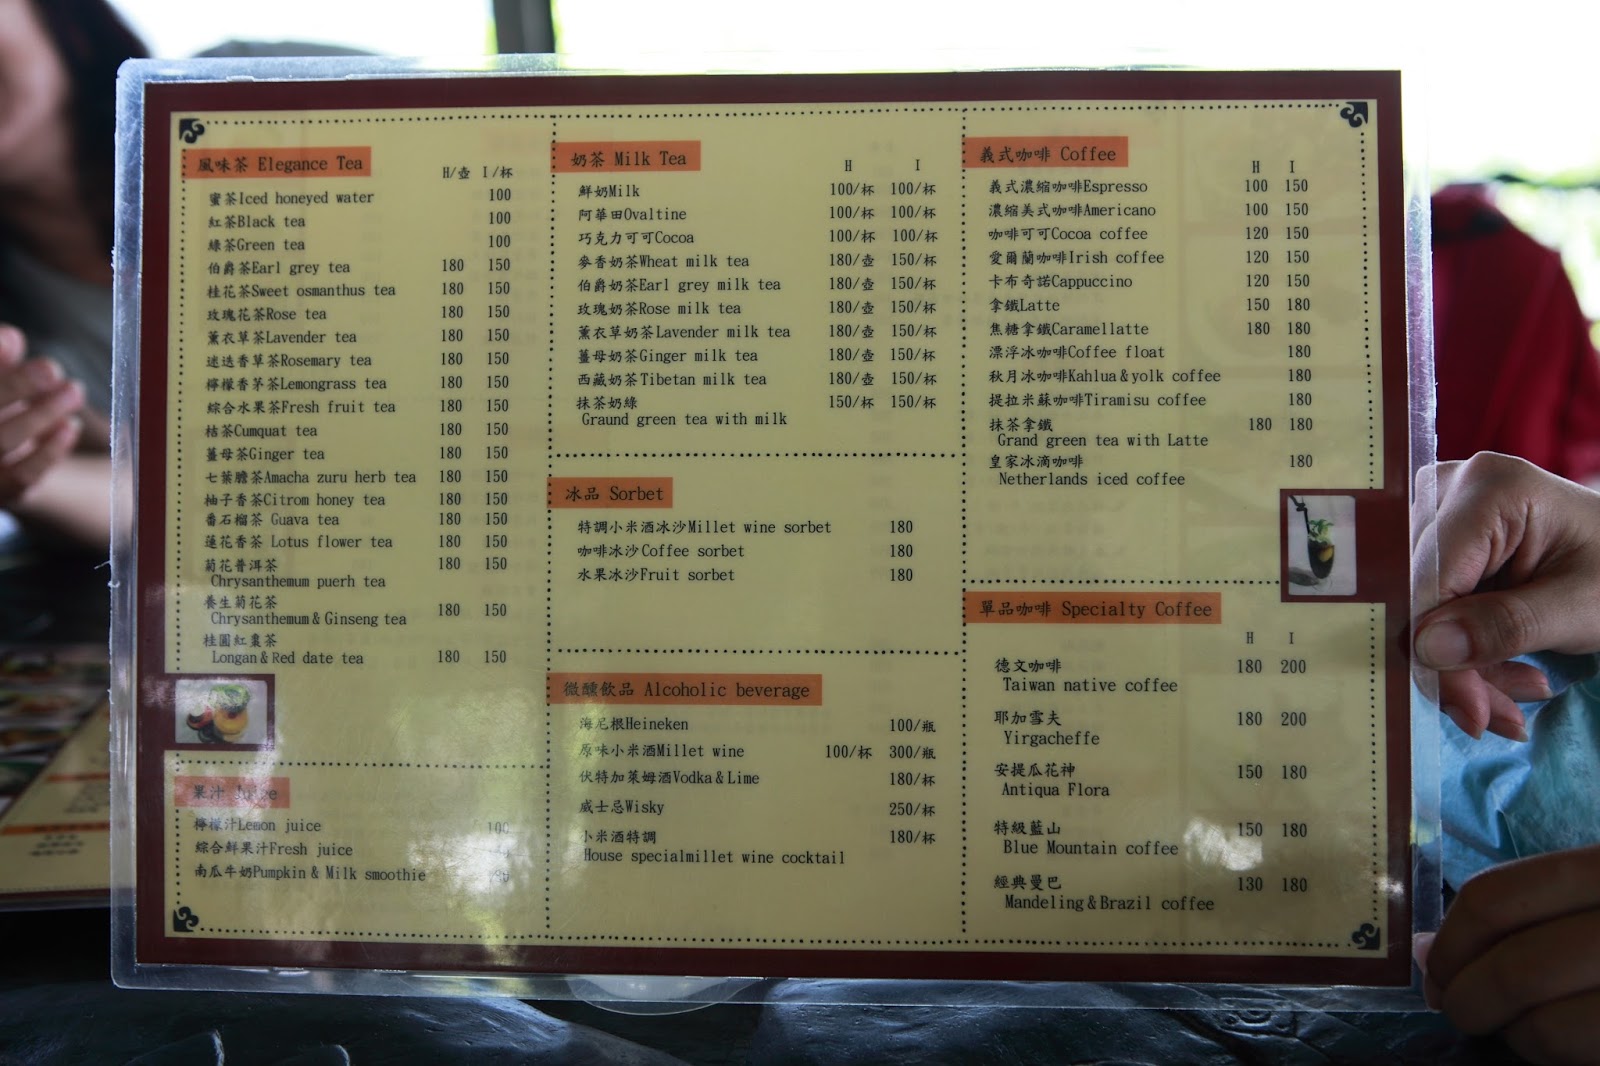 風味茶 Elegance Tea
H/壺 I/杯
蜜茶Iced honeyed water 100
紅茶Black tea 100
綠茶Green tea 100
伯爵茶Earl grey tea 180 150
桂花茶Sweet osmanthus tea 180 150
玫瑰花茶Rose tea 180 150
薰衣草茶Lavender tea 180 150
迷迭香草茶Rosemary tea 180 150
檸檬香茅茶Lemongrass tea 180 150
綜合水果茶Fresh fruit tea 180 150
桔茶Cumquat tea 180 150
薑母茶Ginger tea 180 150
七葉膽茶Amacha zuru herb tea 180 150
柚子香茶Citrom honey tea 180 150
番石榴茶 Guava tea 180 150
蓮花香茶 Lotus flower tea 180 150
菊花普洱茶 180 150
Chrysanthemum puerh tea
養生菊花茶
Chrysanthemum&Ginseng tea 180 150
桂圓紅棗茶
Longan&Red date tea 180 150
果汁 Juice
檸檬汁Lemon juice 100
綜合鮮果汁Fresh juice
南瓜牛奶Pumpkin&Milk smoothie
奶茶 Milk Tea
H I
鮮奶Milk 100/杯 100/杯
阿華田Ovaltine 100/杯 100/杯
巧克力可可Cocoa 100/杯 100/杯
麥香奶茶Wheat milk tea 180/壺 150/杯
伯爵奶茶Earl grey milk tea 180/壺 150/杯
玫瑰奶茶Rose milk tea 180/壺 150/杯
薰衣草奶茶Lavender milk tea 180/壺 150/杯
薑母奶茶Ginger milk tea 180/壺 150/杯
西藏奶茶Tibetan milk tea 180/壺 150/杯
抹茶奶綠 150/杯 150/杯
Graund green tea with milk
冰品 Sorbet
特調小米酒冰沙Millet wine sorbet 180
咖啡冰沙Coffee sorbet 180
水果冰沙Fruit sorbet 180
微醺飲品 Alcoholic beverage
海尼根Heineken 100/瓶
原味小米酒Millet wine 100/杯 300/瓶
伏特加萊姆酒Vodka&Lime 180/杯
威士忌Wisky 250/杯
小米酒特調 180/杯
House specialmillet wine cocktail
義式咖啡 Coffee
H I
義式濃縮咖啡Espresso 100 150
濃縮美式咖啡Americano 100 150
咖啡可可Cocoa coffee 120 150
愛爾蘭咖啡Irish coffee 120 150
卡布奇諾Cappuccino 120 150
拿鐵Latte 150 180
焦糖拿鐵Caramellatte 180 180
漂浮冰咖啡Coffee float 180
秋月冰咖啡Kahlua&yolk coffee 180
提拉米蘇咖啡Tiramisu coffee 180
抹茶拿鐵 180 180
Grand green tea with Latte
皇家冰滴咖啡 180
Netherlands iced coffee
單品咖啡 Specialty Coffee
H I
德文咖啡 180 200
Taiwan native coffee
耶加雪夫 180 200
Yirgacheffe
安提瓜花神 150 180
Antiqua Flora
特級藍山 150 180
Blue Mountain coffee
經典曼巴 130 180
Mandeling&Brazil coffee